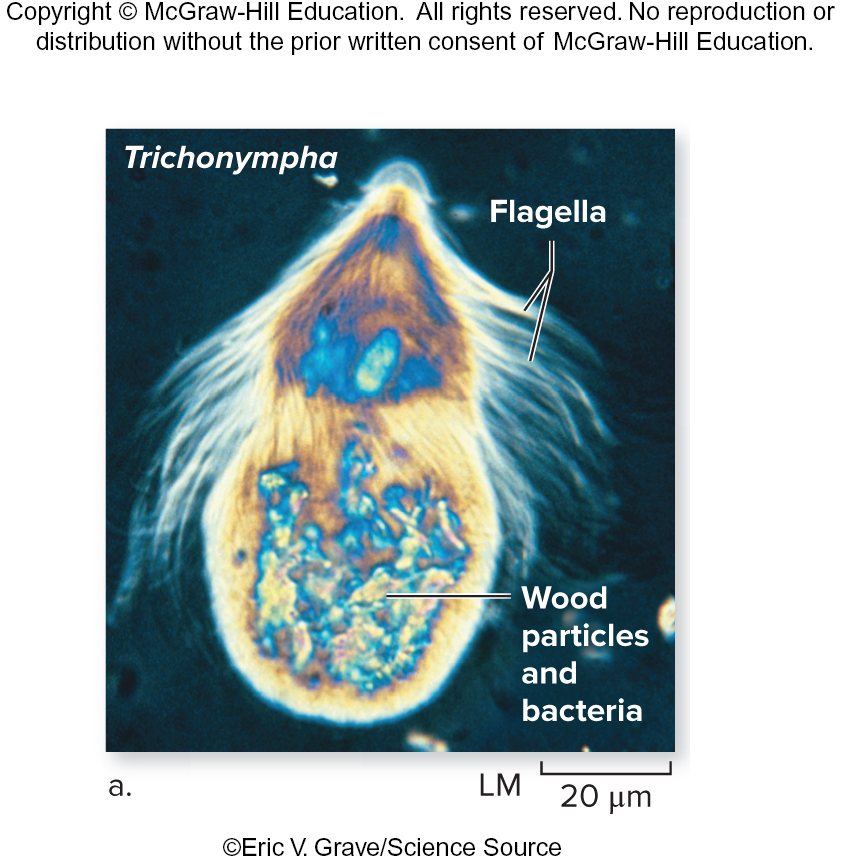 Copyright © McGraw-Hill Education. All rights reserved. No reproduction or
distribution without the prior written consent of McGraw-Hill Education.
Trichonympha
Flagella
Wood
particles
and
bacteria
a.
LM
20 μm
©Eric V. Grave/Science Source